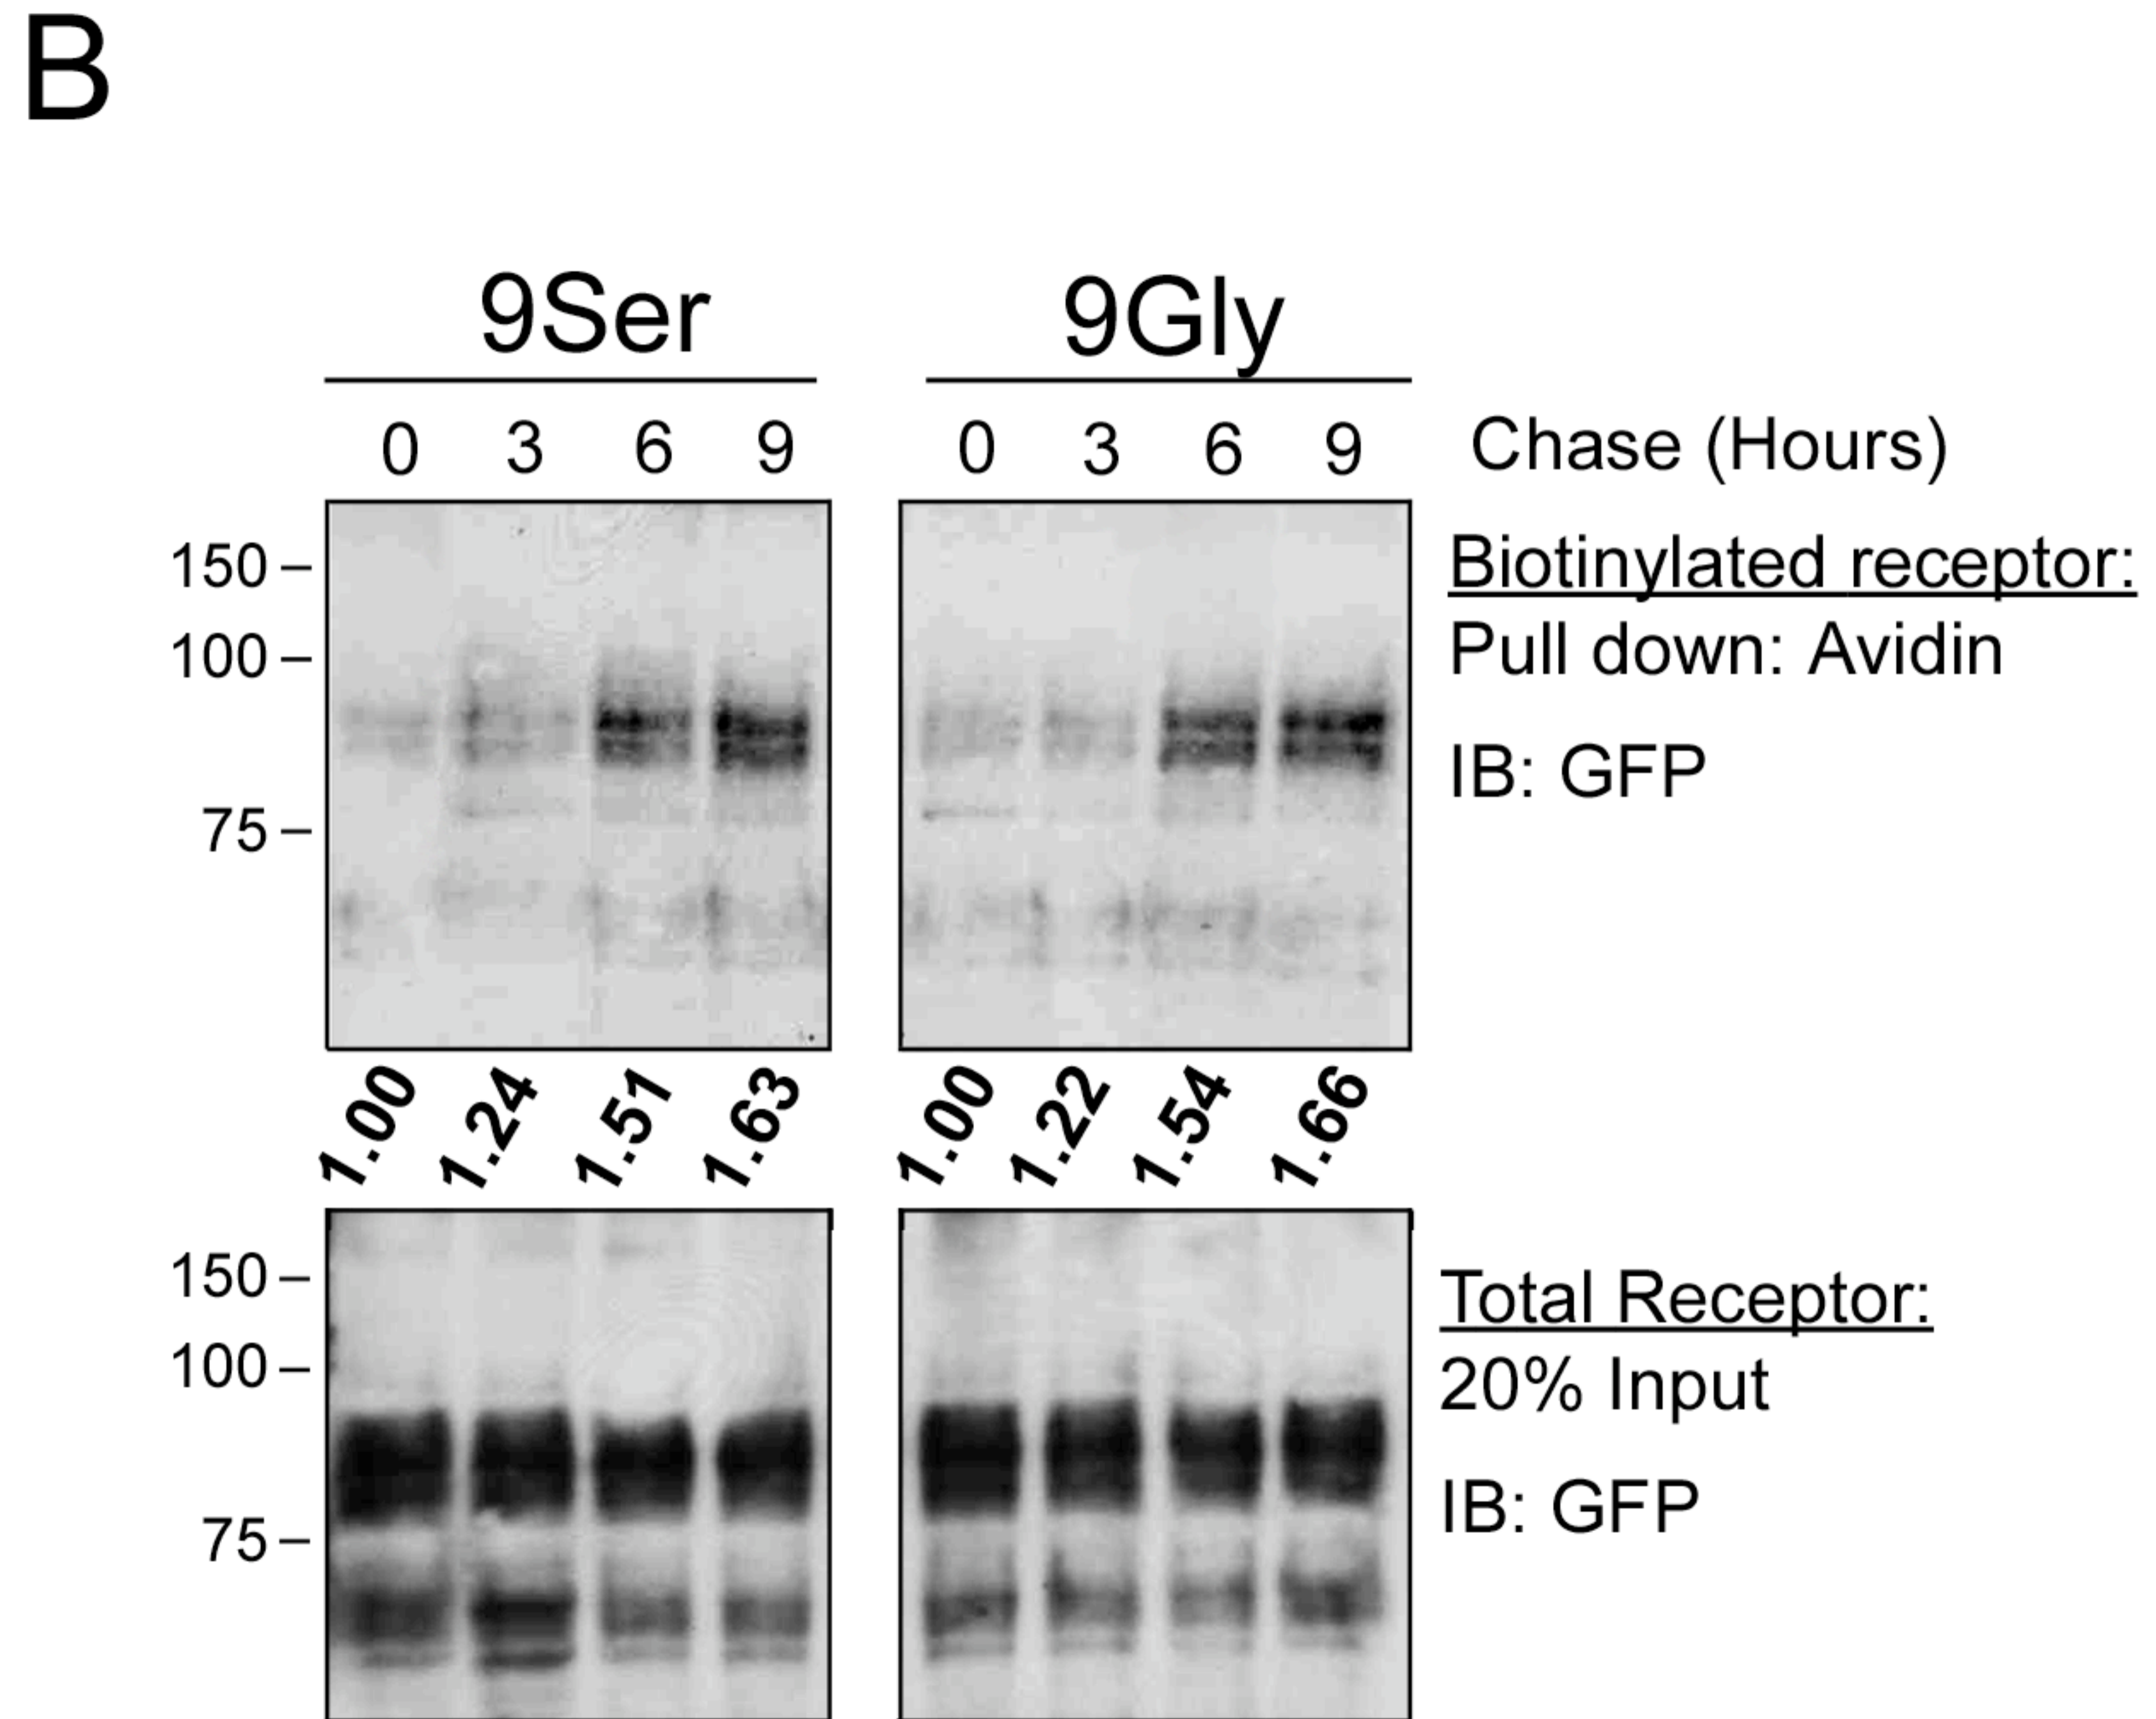 B
9Ser 9Gly
0 3 6 9 0 3 6 9 Chase (Hours)
Biotinylated receptor:
150
Pull down: Avidin
100
IB: GFP
75
1.00 1.24 1.51 1.63 1.00 1.22 1.54 1.66
150
Total Receptor:
100
20% Input
IB: GFP
75